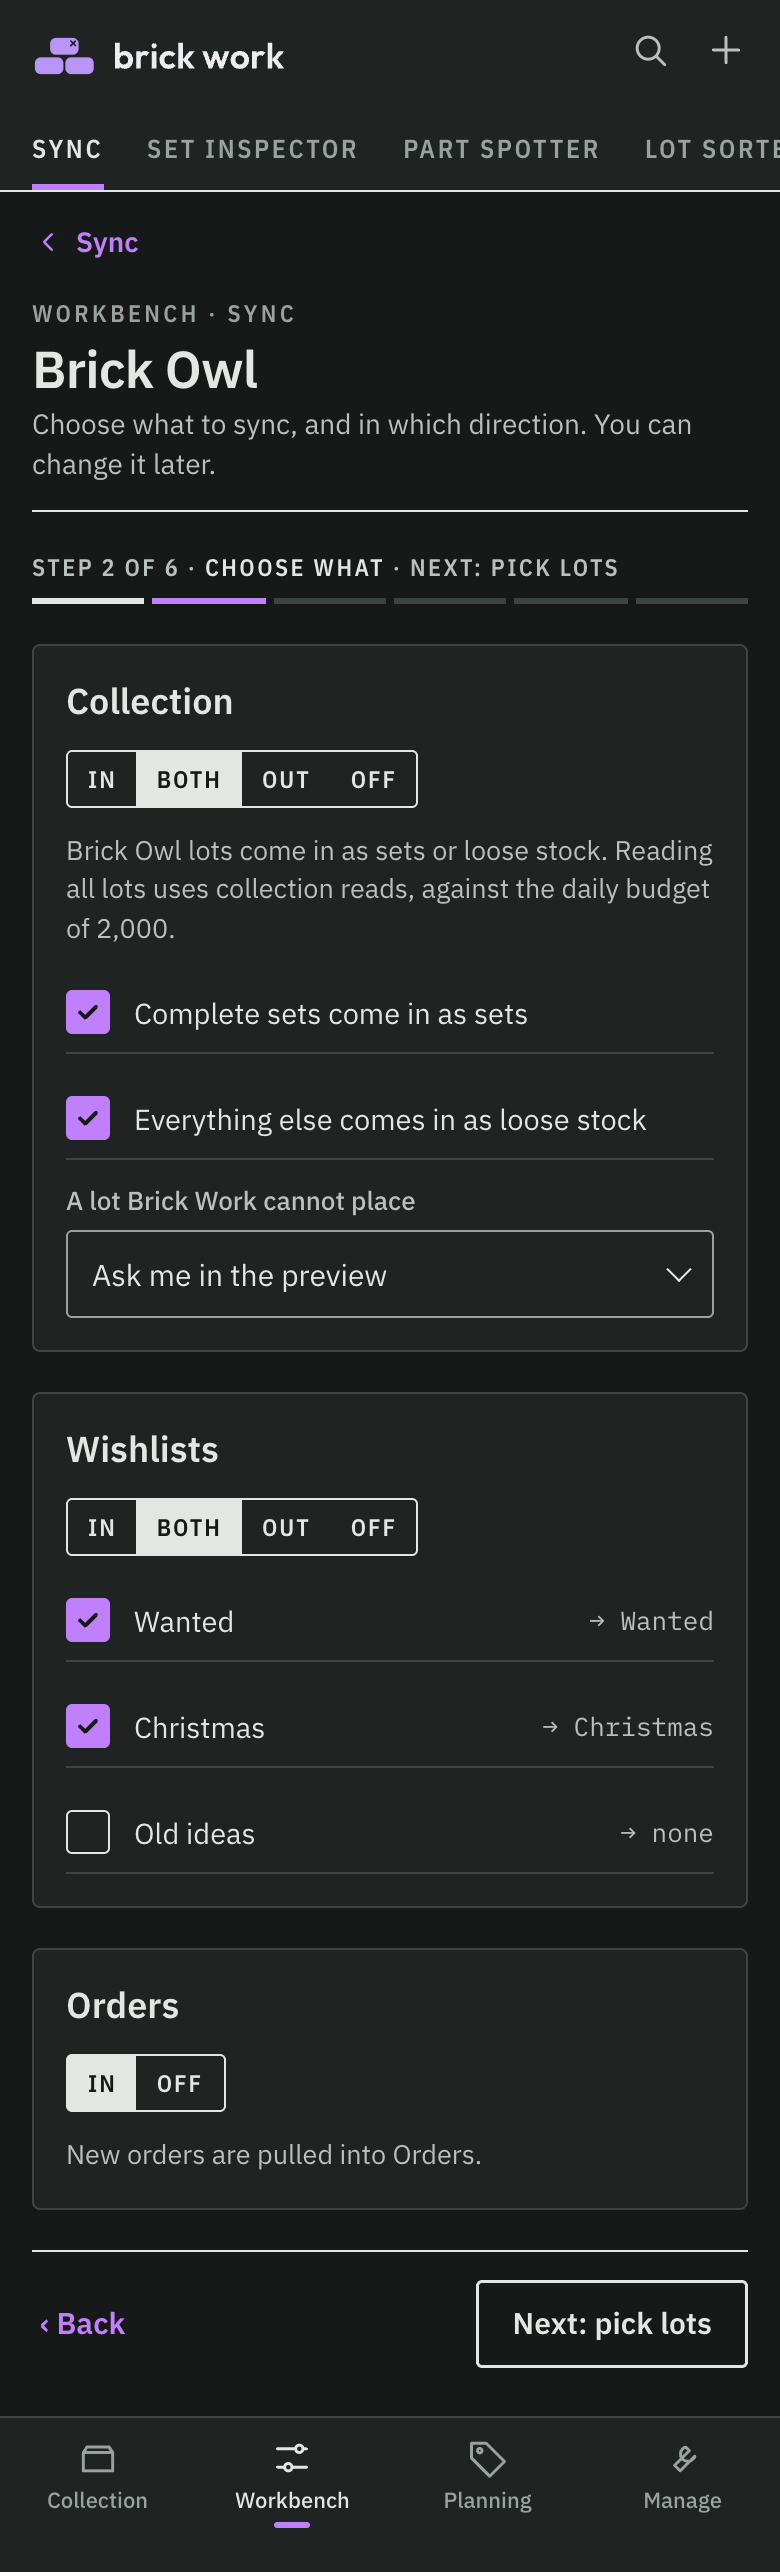 brick work
SYNC SET INSPECTOR PART SPOTTER LOT SORTE
Sync
WORKBENCH · SYNC
Brick Owl
Choose what to sync, and in which direction. You can
change it later.
STEP 2 OF 6 · CHOOSE WHAT · NEXT: PICK LOTS
Collection
IN BOTH OUT OFF
Brick Owl lots come in as sets or loose stock. Reading
all lots uses collection reads, against the daily budget
of 2,000.
Complete sets come in as sets
Everything else comes in as loose stock
A lot Brick Work cannot place
Ask me in the preview
Wishlists
IN BOTH OUT OFF
Wanted → Wanted
Christmas → Christmas
Old ideas → none
Orders
IN OFF
New orders are pulled into Orders.
‹ Back Next: pick lots
Collection Workbench Planning Manage